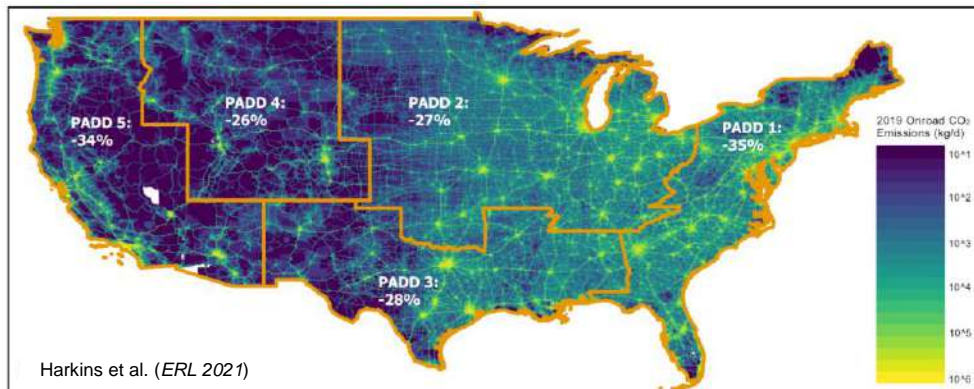 PADD 5:
-34%
PADD 4:
-26%
PADD 2:
-27%
PADD 1:
-35%
PADD 3:
-28%
2019 Onroad CO₂
Emissions (kg/d)
10^1
10^2
10^3
10^4
10^5
10^6
Harkins et al. (ERL 2021)